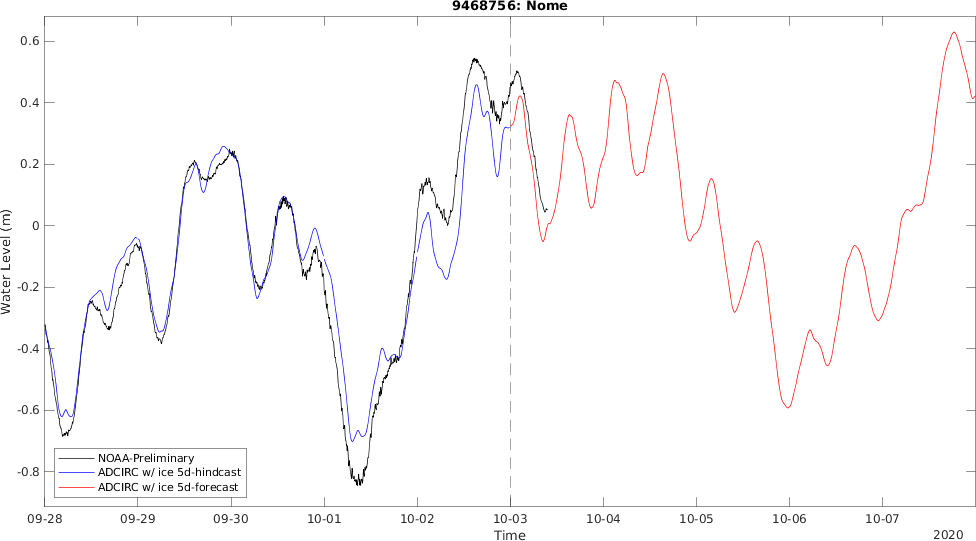 9468756: Nome
0.6
0.4
0.2
0
-0.2
-0.4
-0.6
-0.8
Water Level (m)
NOAA-Preliminary
ADCIRC w/ ice 5d-hindcast
ADCIRC w/ ice 5d-forecast
09-28 09-29 09-30 10-01 10-02 10-03 10-04 10-05 10-06 10-07
Time
2020